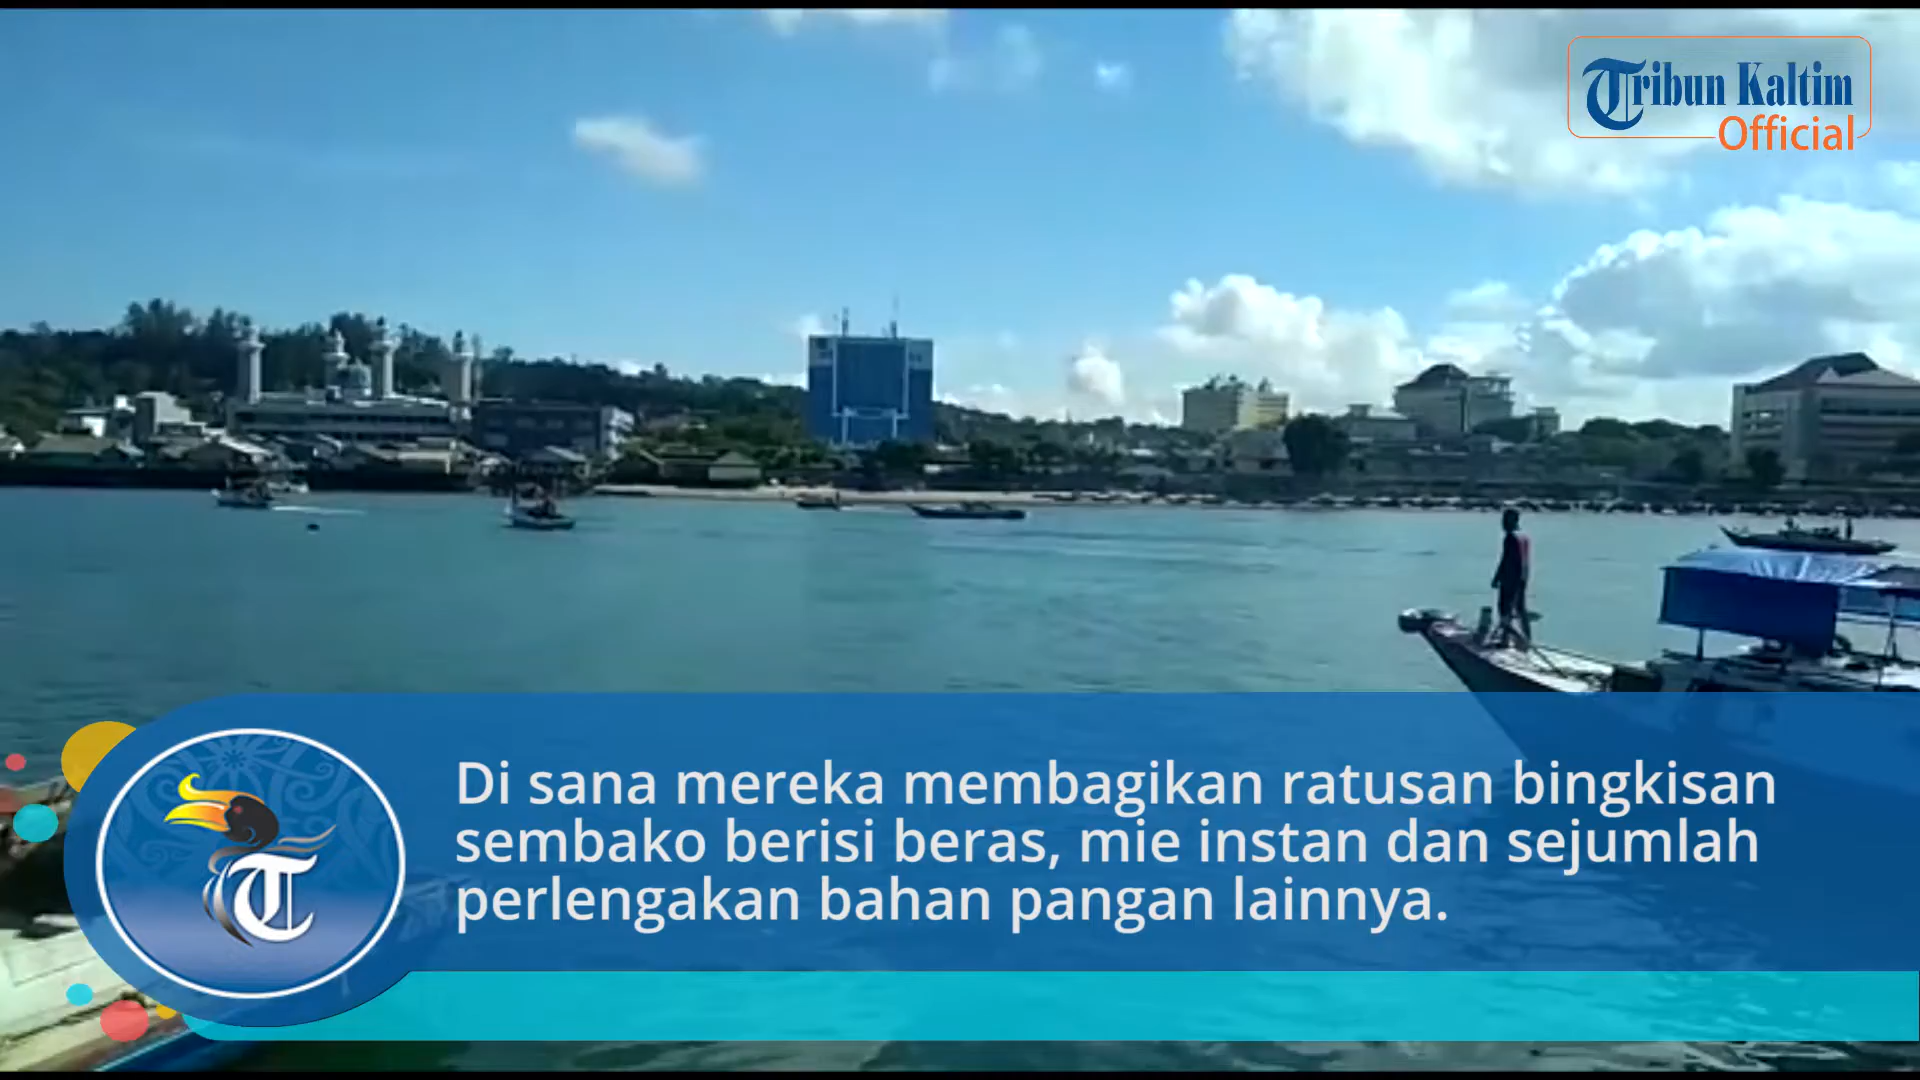 Tribun Kaltim
Official
Di sana mereka membagikan ratusan bingkisan
sembako berisi beras, mie instan dan sejumlah
perlengakan bahan pangan lainnya.
T